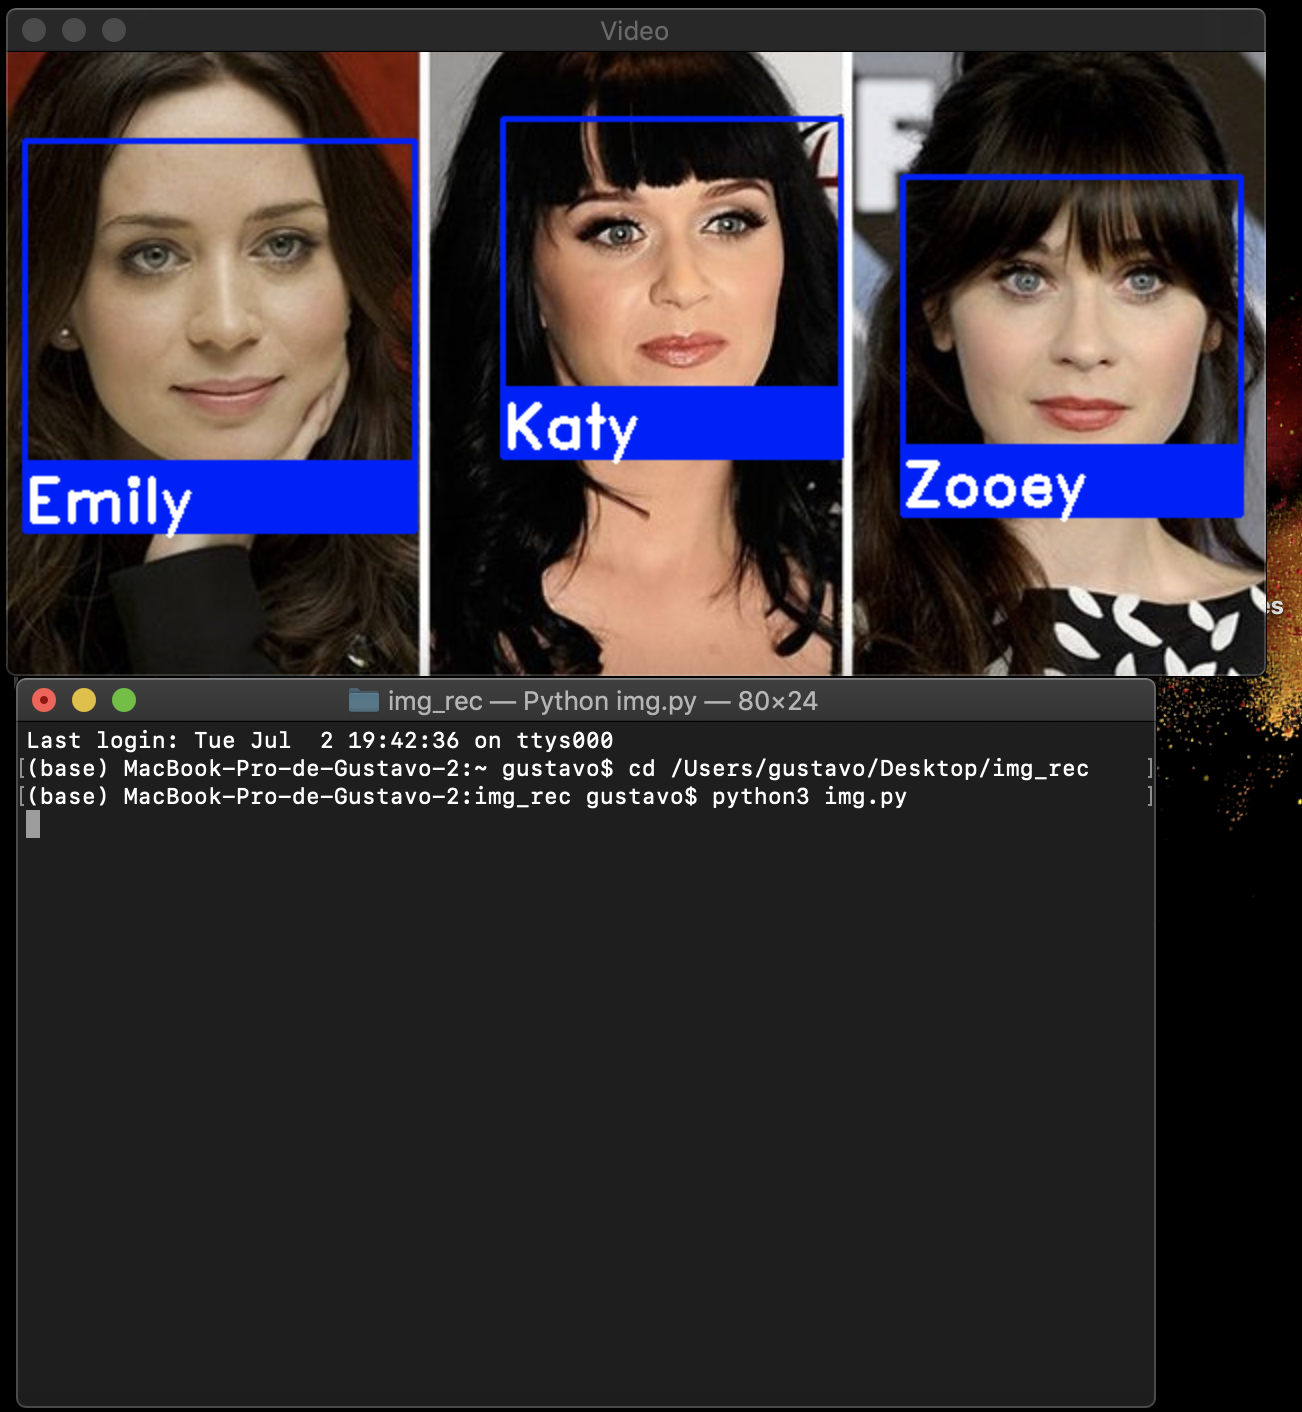 Video
Emily
Katy
Zooey
es
img_rec — Python img.py — 80×24
Last login: Tue Jul  2 19:42:36 on ttys000
[(base) MacBook-Pro-de-Gustavo-2:~ gustavo$ cd /Users/gustavo/Desktop/img_rec ]
[(base) MacBook-Pro-de-Gustavo-2:img_rec gustavo$ python3 img.py ]